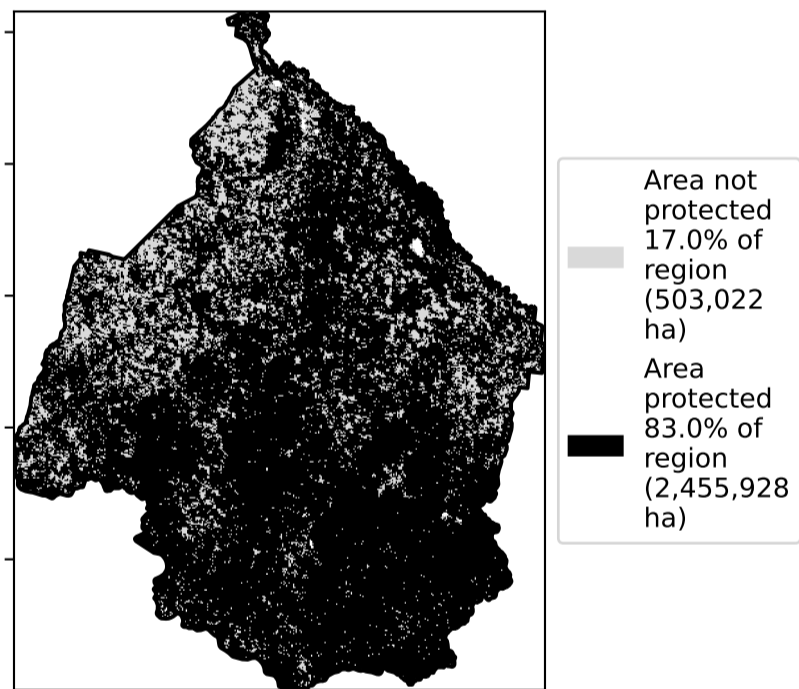 Area not
protected
17.0% of
region
(503,022
ha)
Area
protected
83.0% of
region
(2,455,928
ha)